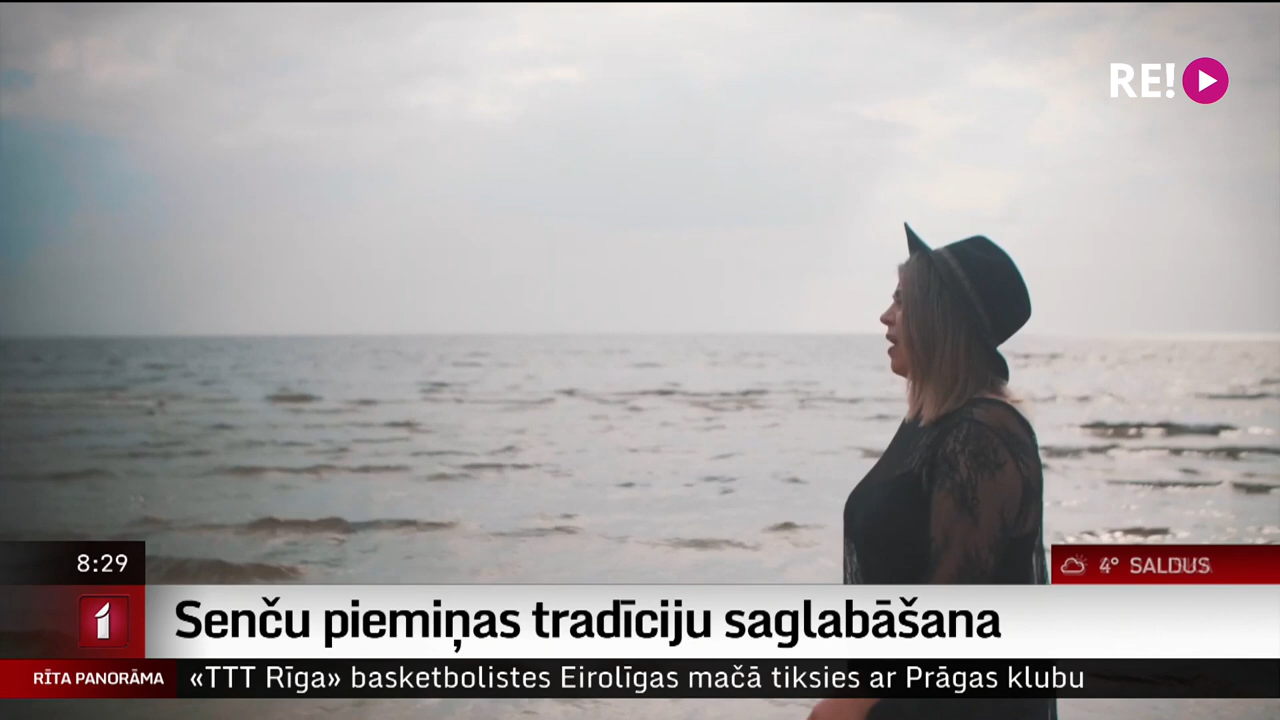 RE!
8:29
4° SALDUS
1
Senču piemiņas tradīciju saglabāšana
RĪTA PANORĀMA
«TTT Rīga» basketbolistes Eirolīgas mačā tiksies ar Prāgas klubu